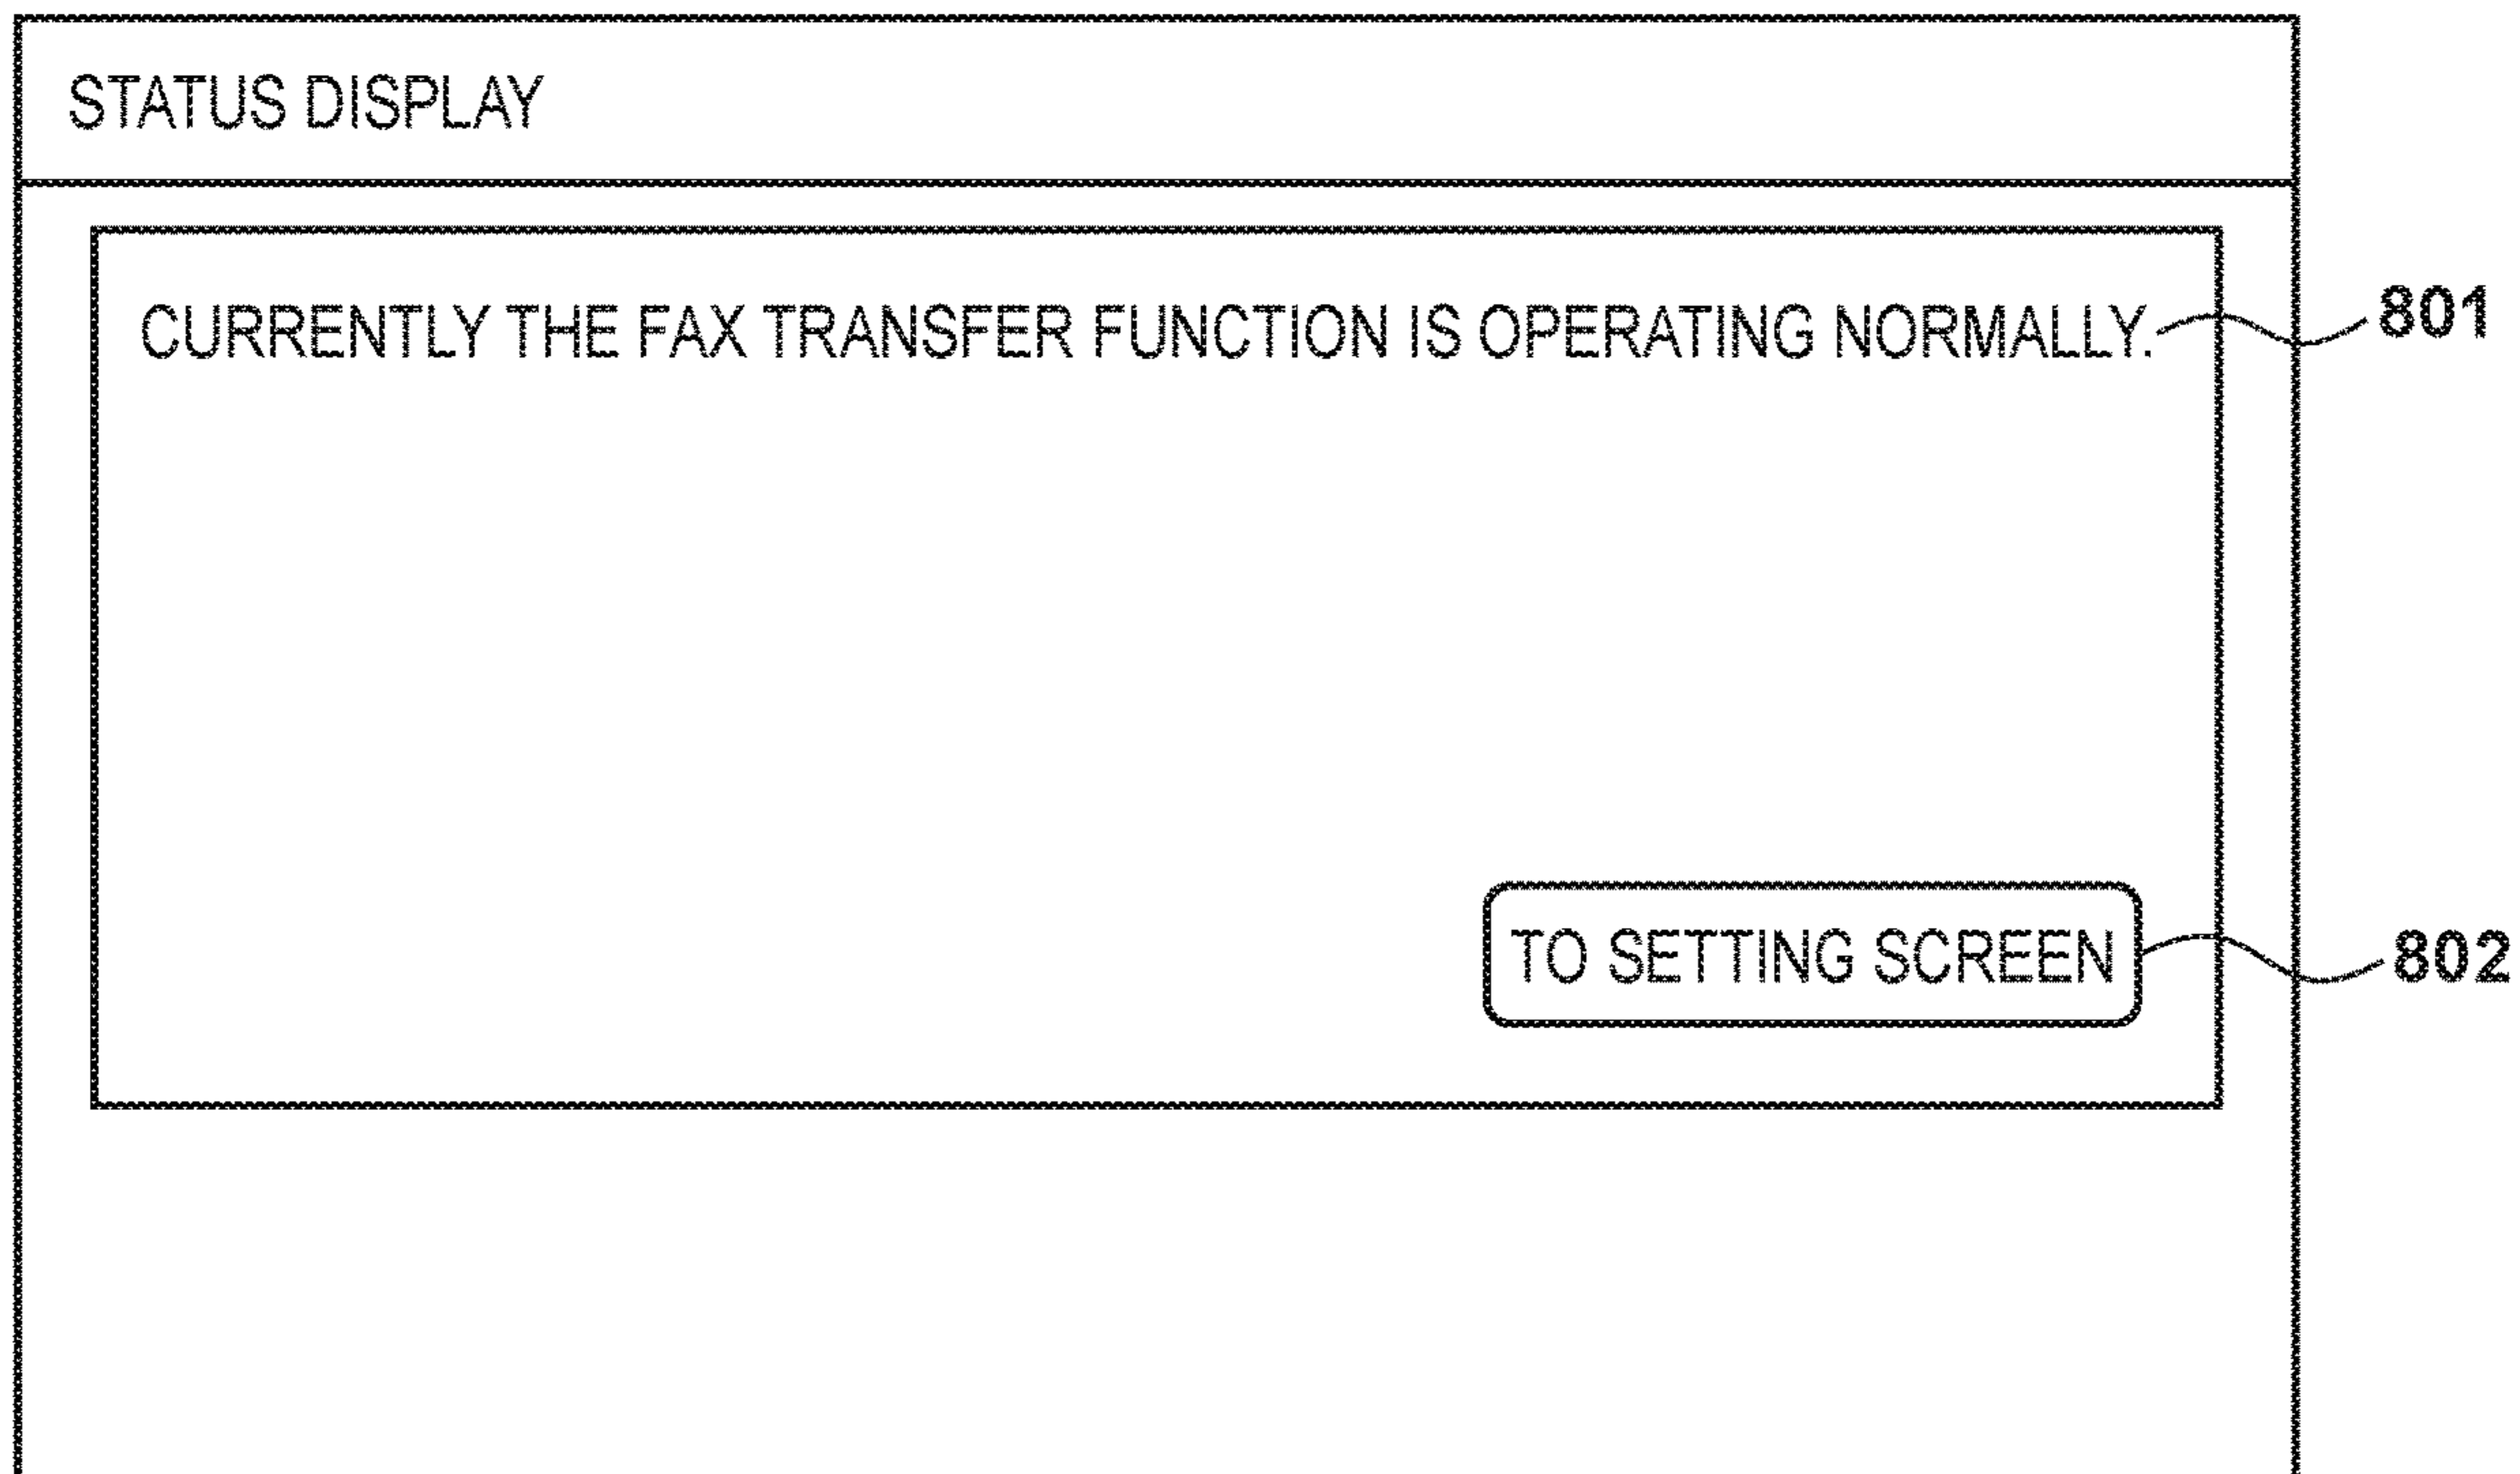 STATUS DISPLAY
CURRENTLY THE FAX TRANSFER FUNCTION IS OPERATING NORMALLY.
801
TO SETTING SCREEN
802